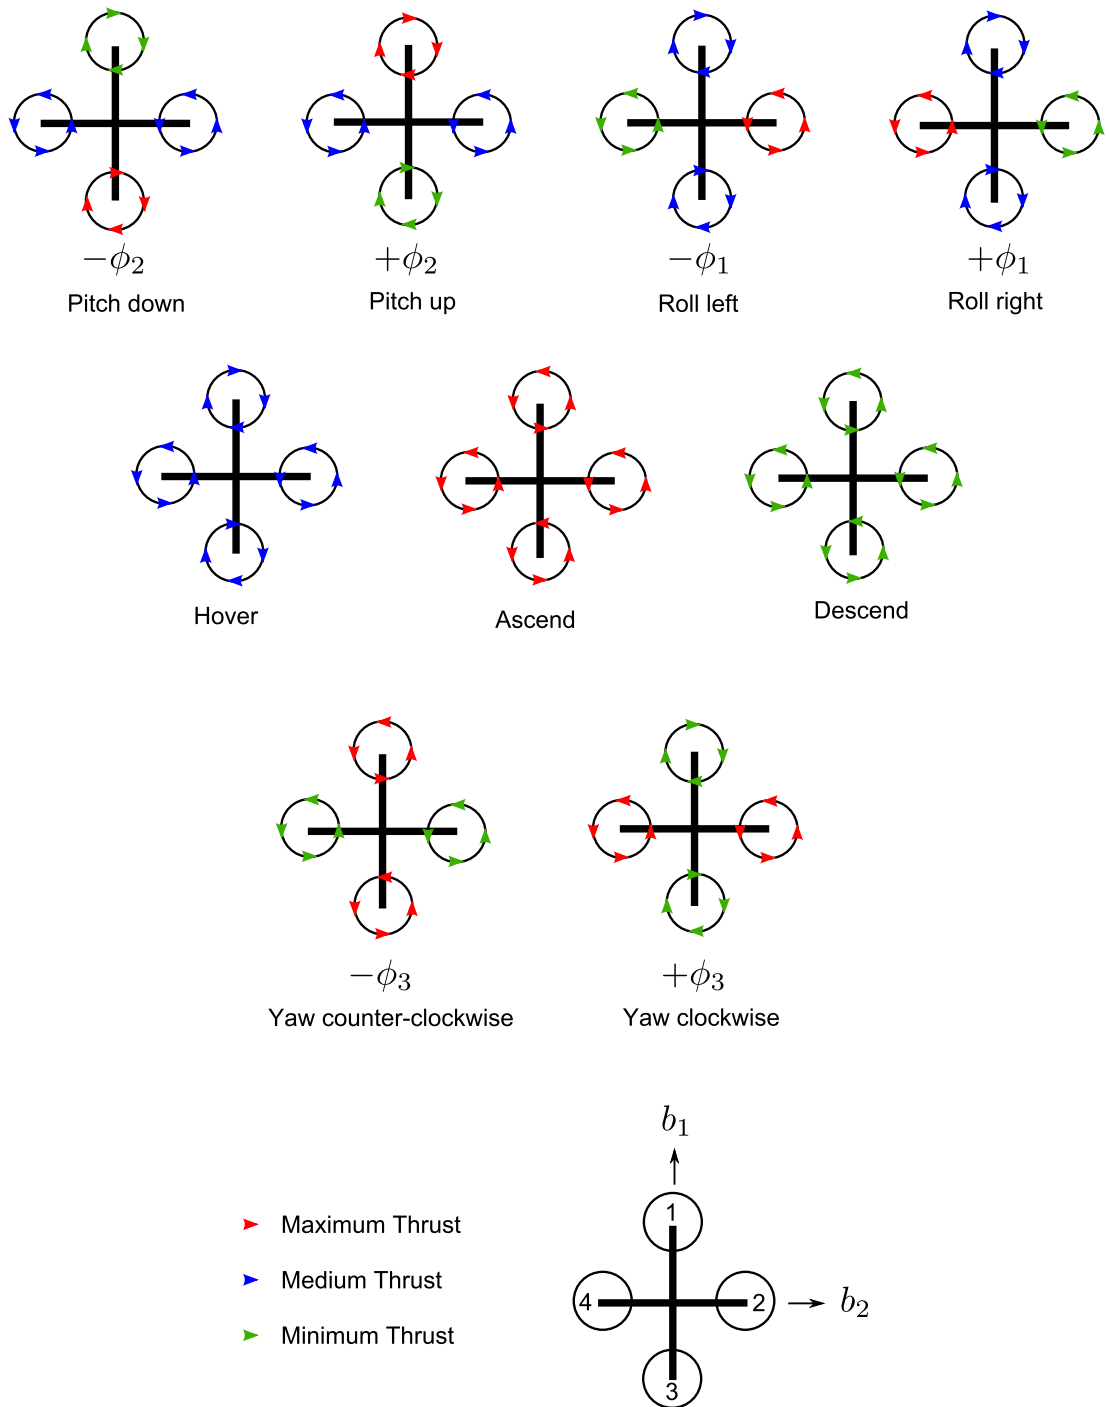 −ϕ₂ +ϕ₂ −ϕ₁ +ϕ₁
Pitch down Pitch up Roll left Roll right
Hover Ascend Descend
−ϕ₃ +ϕ₃
Yaw counter-clockwise Yaw clockwise
b₁
1
Maximum Thrust
Medium Thrust
4 2 b₂
Minimum Thrust
3